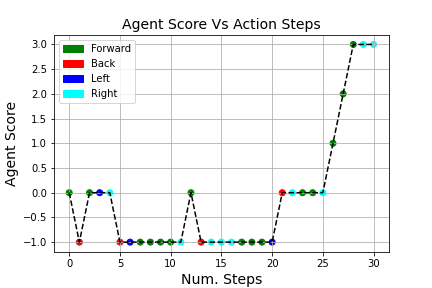 Agent Score Vs Action Steps
Agent Score
3.0
2.5
2.0
1.5
1.0
0.5
0.0
−0.5
−1.0
Forward
Back
Left
Right
0 5 10 15 20 25 30
Num. Steps